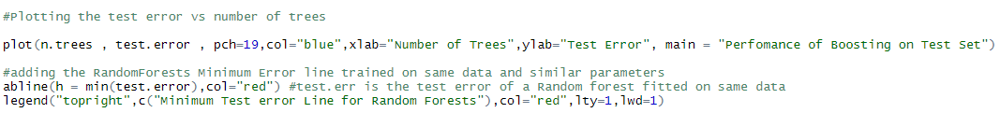 #Plotting the test error vs number of trees
plot(n.trees , test.error , pch=19,col="blue",xlab="Number of Trees",ylab="Test Error", main = "Perfomance of Boosting on Test Set")
#adding the RandomForests Minimum Error line trained on same data and similar parameters
abline(h = min(test.error),col="red") #test.err is the test error of a Random forest fitted on same data
legend("topright",c("Minimum Test error Line for Random Forests"),col="red",lty=1,lwd=1)